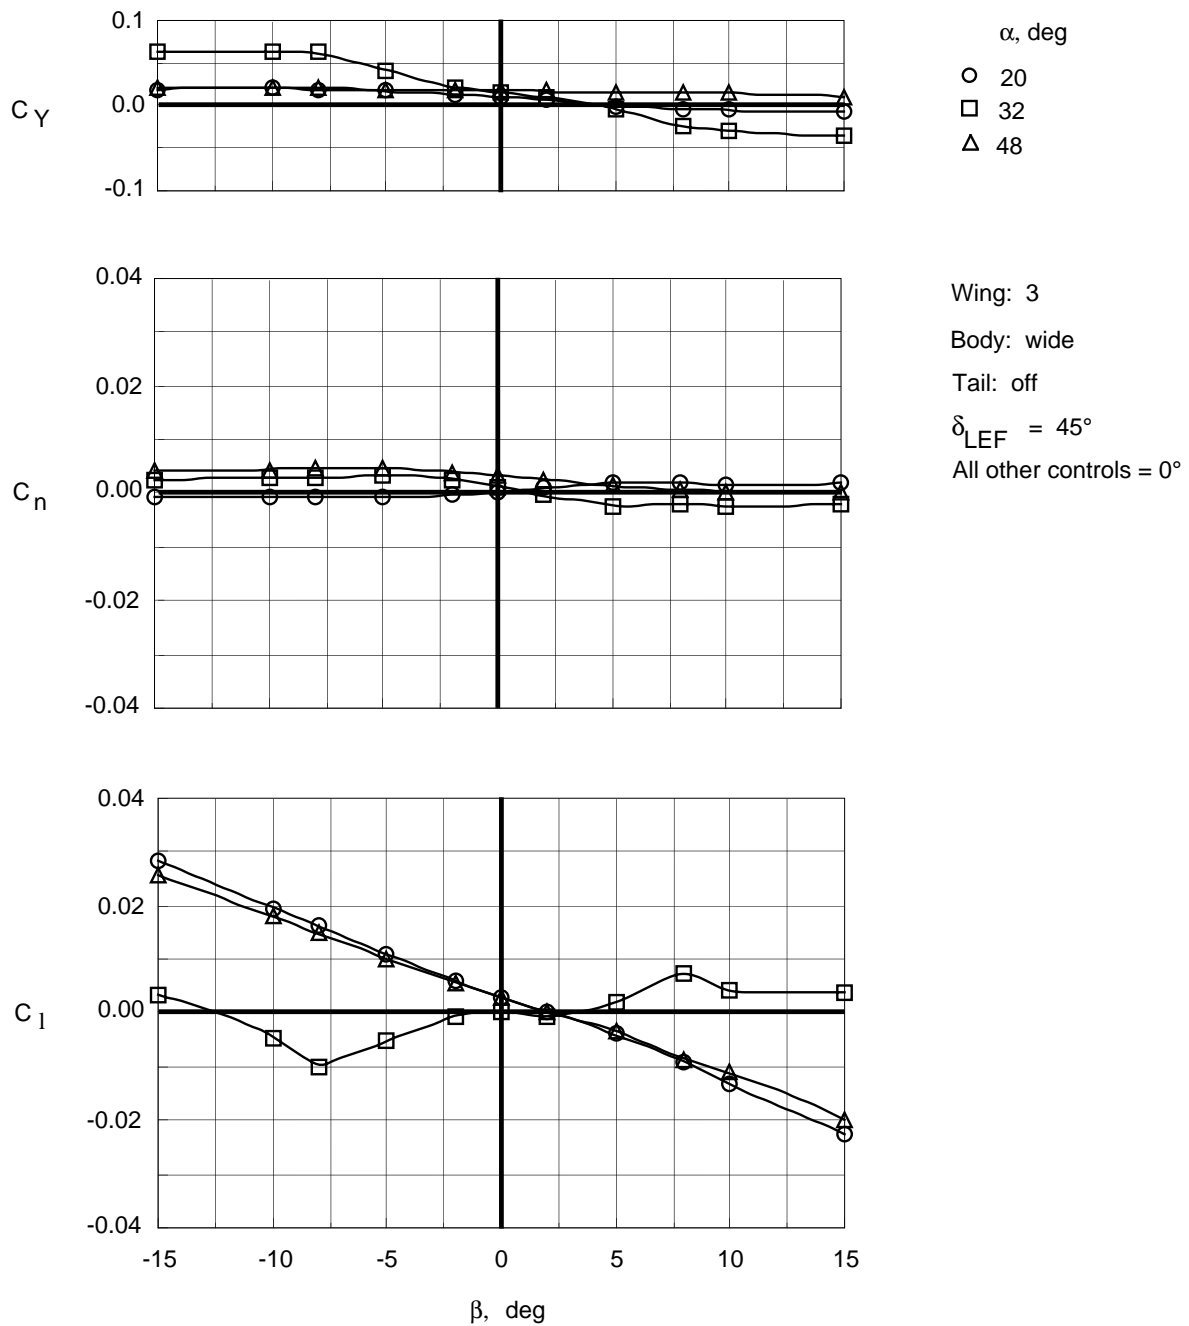 0.1
0.0
-0.1
C Y
α, deg
20
32
48
0.04
0.02
0.00
-0.02
-0.04
C n
Wing: 3
Body: wide
Tail: off
δLEF = 45°
All other controls = 0°
0.04
0.02
0.00
-0.02
-0.04
C l
-15 -10 -5 0 5 10 15
β, deg